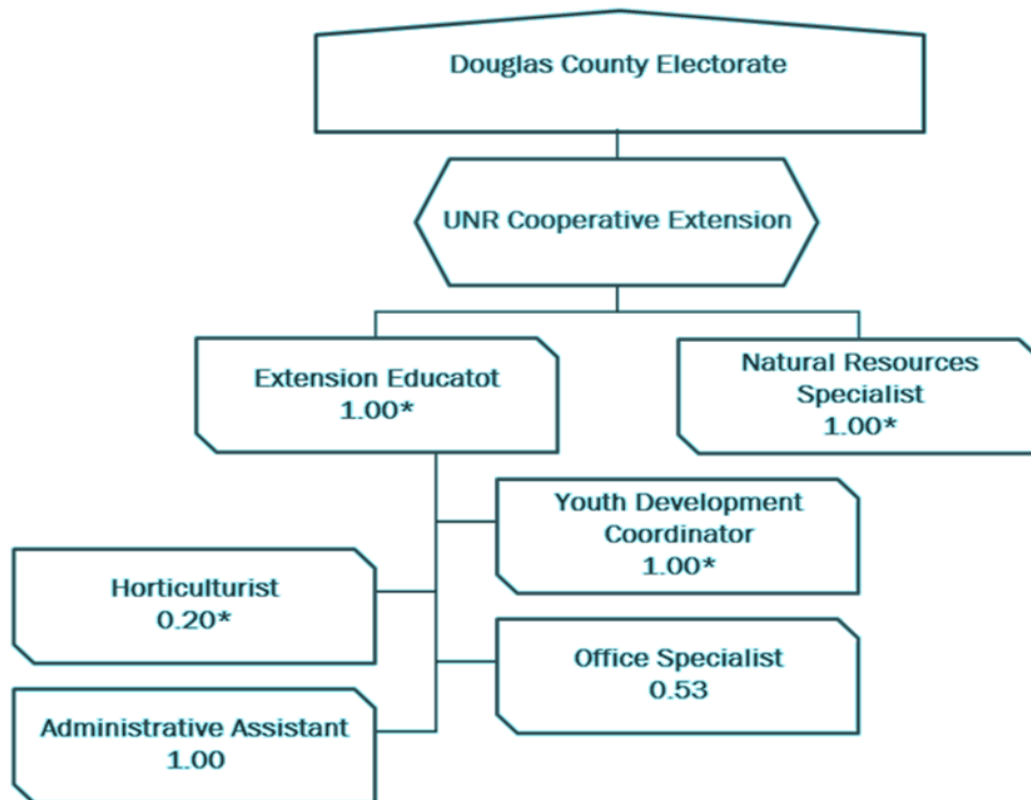 Douglas County Electorate
UNR Cooperative Extension
Extension Educatot
1.00*
Natural Resources
Specialist
1.00*
Youth Development
Coordinator
1.00*
Horticulturist
0.20*
Office Specialist
0.53
Administrative Assistant
1.00